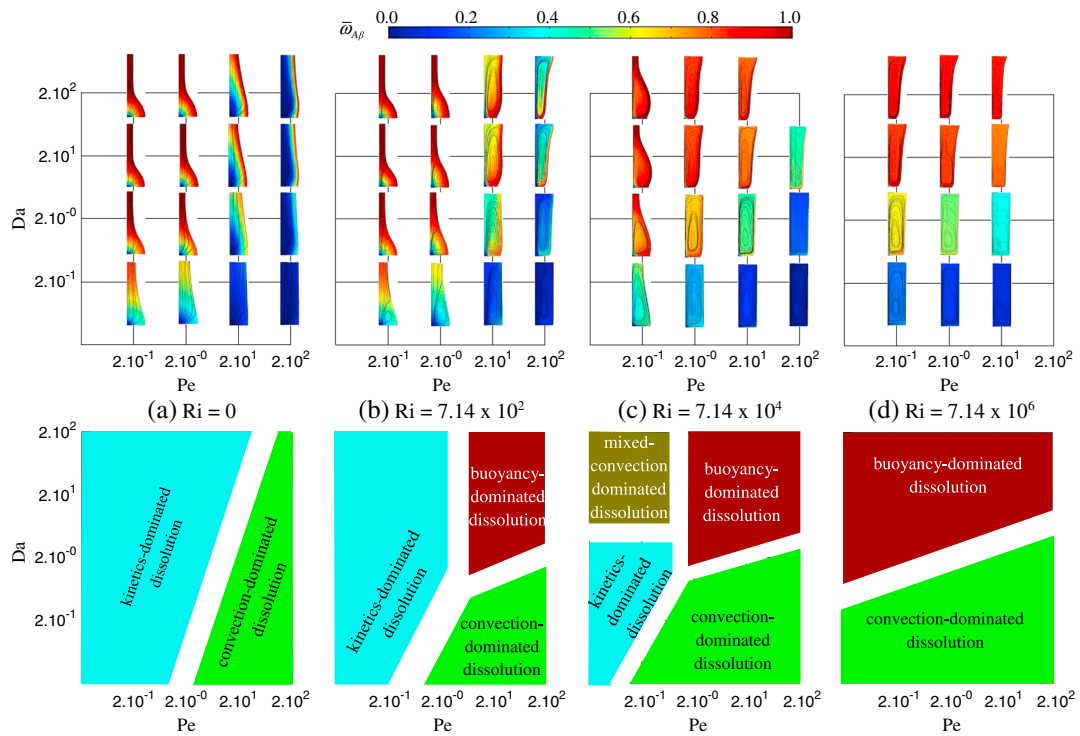 ω̅Aβ 0.0 0.2 0.4 0.6 0.8 1.0
Da
2.10² 2.10¹ 2.10⁻⁰ 2.10⁻¹
2.10⁻¹ 2.10⁻⁰ 2.10¹ 2.10²
2.10⁻¹ 2.10⁻⁰ 2.10¹ 2.10²
2.10⁻¹ 2.10⁻⁰ 2.10¹ 2.10²
2.10⁻¹ 2.10⁻⁰ 2.10¹ 2.10²
Pe Pe Pe Pe
(a) Ri = 0
(b) Ri = 7.14 x 10²
(c) Ri = 7.14 x 10⁴
(d) Ri = 7.14 x 10⁶
Da
2.10² 2.10¹ 2.10⁻⁰ 2.10⁻¹
kinetics-dominated
dissolution
convection-dominated
dissolution
kinetics-dominated
dissolution
buoyancy-
dominated
dissolution
convection-dominated
dissolution
mixed-
convection
dominated
dissolution
kinetics-
dominated
dissolution
buoyancy-
dominated
dissolution
convection-
dominated
dissolution
buoyancy-dominated
dissolution
convection-dominated
dissolution
2.10⁻¹ 2.10⁻⁰ 2.10¹ 2.10²
2.10⁻¹ 2.10⁻⁰ 2.10¹ 2.10²
2.10⁻¹ 2.10⁻⁰ 2.10¹ 2.10²
2.10⁻¹ 2.10⁻⁰ 2.10¹ 2.10²
Pe Pe Pe Pe